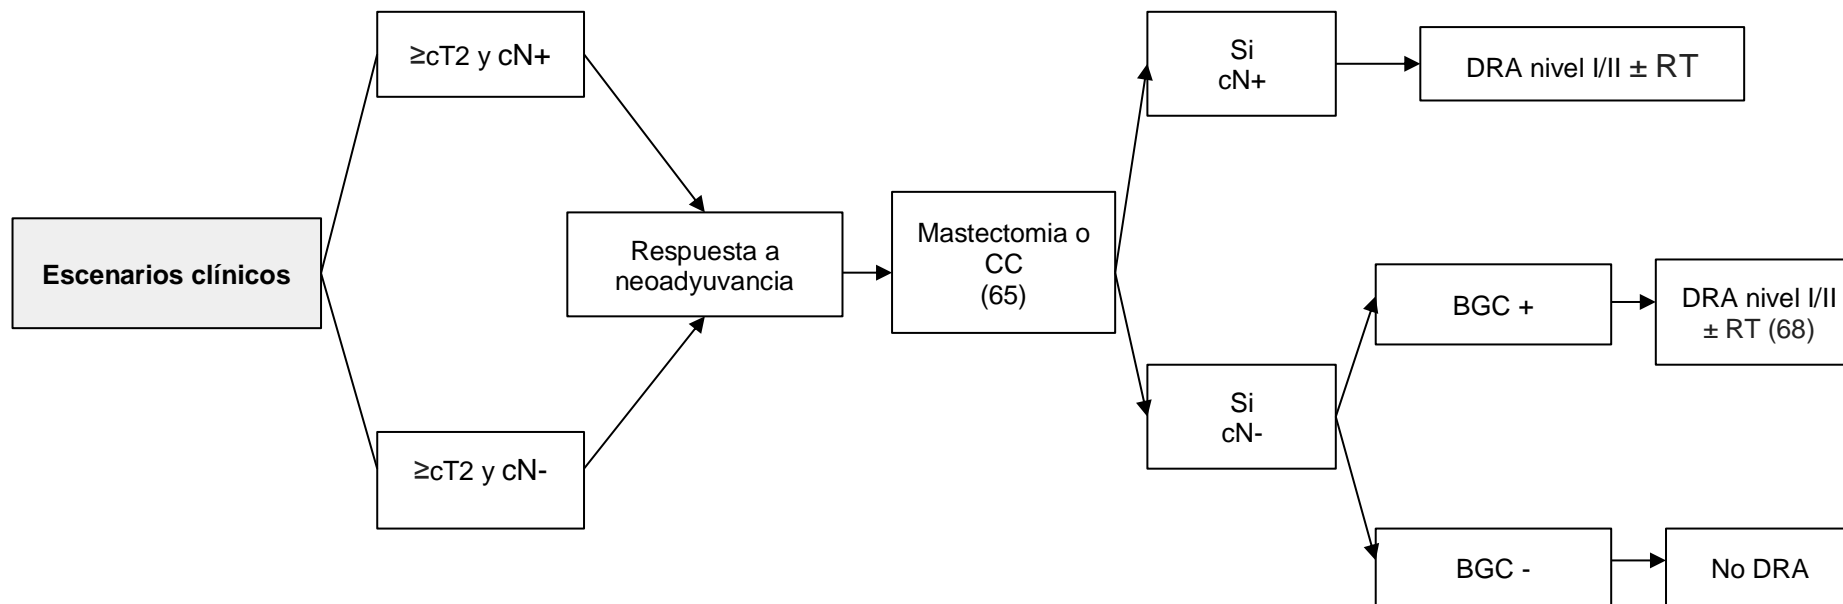 ≥cT2 y cN+
Si
cN+
DRA nivel I/II ± RT
Escenarios clínicos
Respuesta a
neoadyuvancia
Mastectomia o
CC
(65)
BGC +
DRA nivel I/II
± RT (68)
≥cT2 y cN-
Si
cN-
BGC -
No DRA